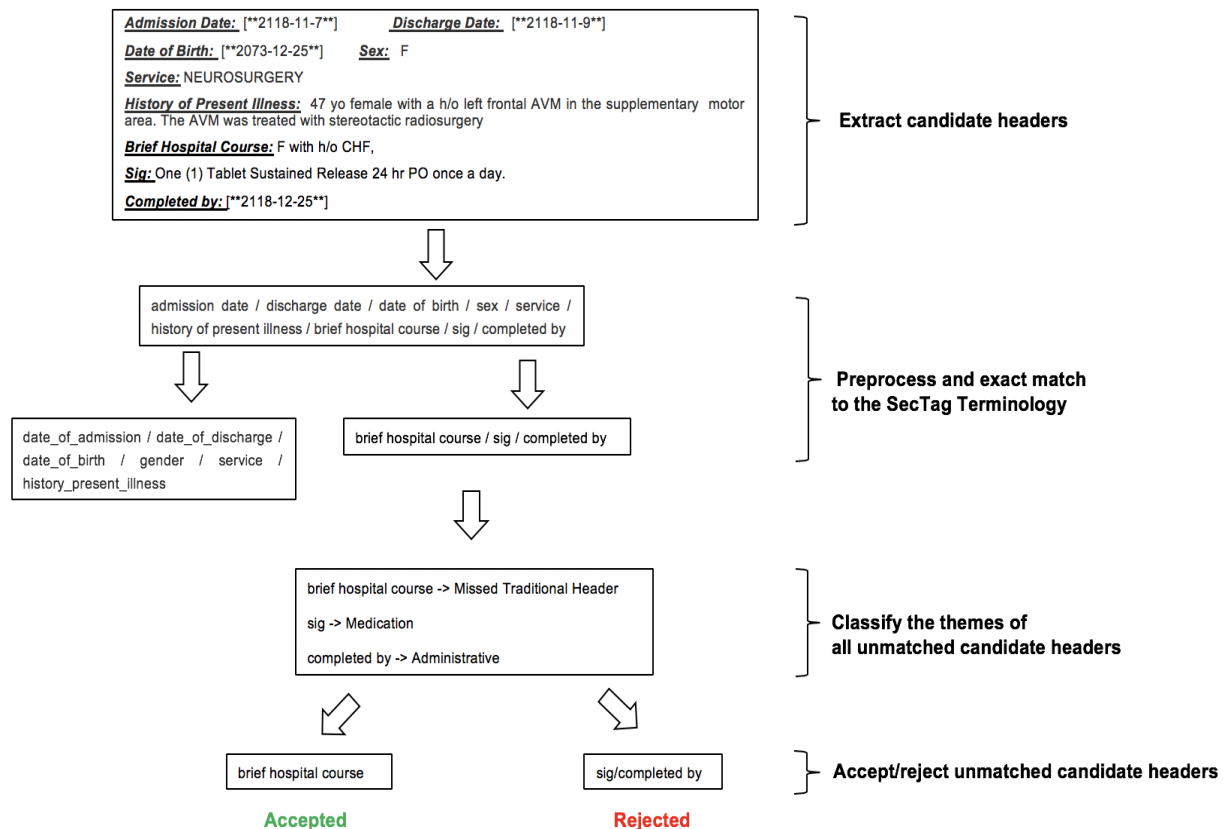 Admission Date: [**2118-11-7**] Discharge Date: [**2118-11-9**]
Date of Birth: [**2073-12-25**] Sex: F
Service: NEUROSURGERY
History of Present Illness: 47 yo female with a h/o left frontal AVM in the supplementary motor
area. The AVM was treated with stereotactic radiosurgery
Brief Hospital Course: F with h/o CHF,
Sig: One (1) Tablet Sustained Release 24 hr PO once a day.
Completed by: [**2118-12-25**]
Extract candidate headers
admission date / discharge date / date of birth / sex / service /
history of present illness / brief hospital course / sig / completed by
Preprocess and exact match
to the SecTag Terminology
date_of_admission / date_of_discharge /
date_of_birth / gender / service /
history_present_illness
brief hospital course / sig / completed by
brief hospital course -> Missed Traditional Header
sig -> Medication
completed by -> Administrative
Classify the themes of
all unmatched candidate headers
brief hospital course
sig/completed by
Accept/reject unmatched candidate headers
Accepted
Rejected